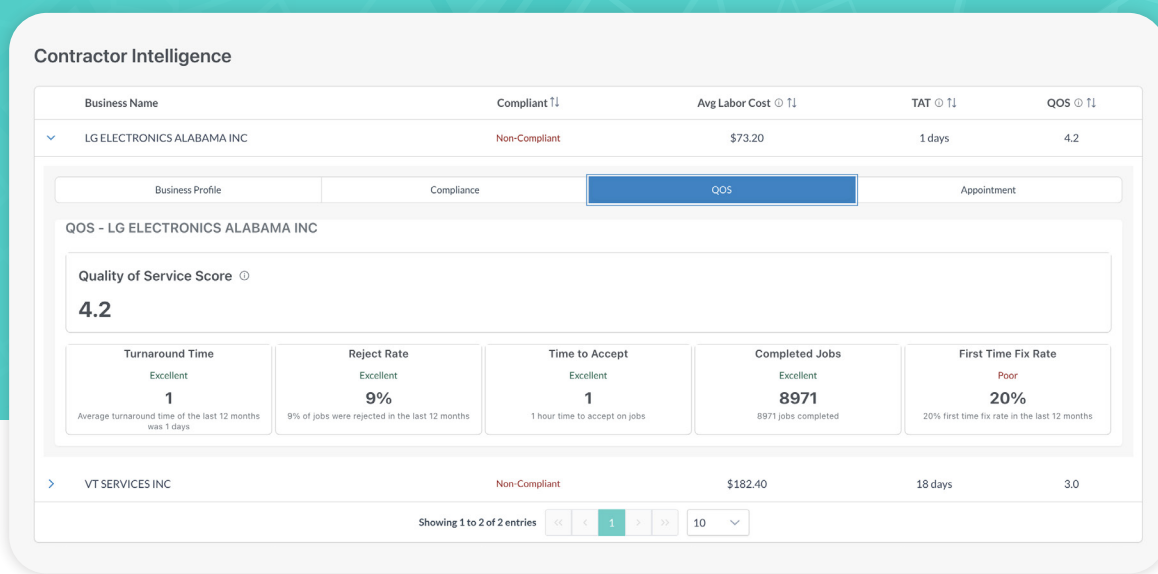 Contractor Intelligence
Business Name Compliant Avg Labor Cost TAT QOS
LG ELECTRONICS ALABAMA INC Non-Compliant $73.20 1 days 4.2
Business Profile Compliance QOS Appointment
QOS - LG ELECTRONICS ALABAMA INC
Quality of Service Score
4.2
Turnaround Time
Excellent
1
Average turnaround time of the last 12 months
was 1 days
Reject Rate
Excellent
9%
9% of jobs were rejected in the last 12 months
Time to Accept
Excellent
1
1 hour time to accept on jobs
Completed Jobs
Excellent
8971
8971 jobs completed
First Time Fix Rate
Poor
20%
20% first time fix rate in the last 12 months
VT SERVICES INC Non-Compliant $182.40 18 days 3.0
Showing 1 to 2 of 2 entries « ‹ 1 › » 10